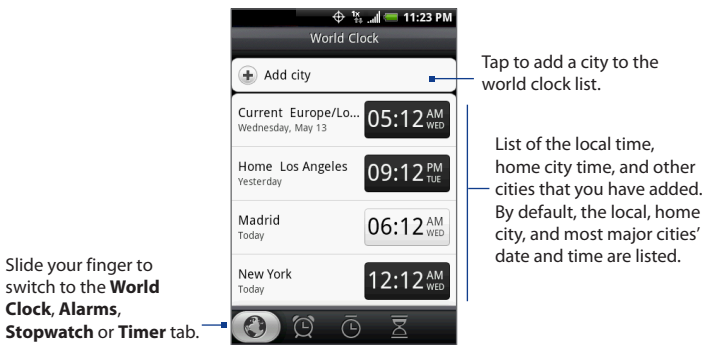 1x 11:23 PM
World Clock
Add city
Current Europe/Lo...
Wednesday, May 13
05:12 AM
WED
Home Los Angeles
Yesterday
09:12 PM
TUE
Madrid
Today
06:12 AM
WED
New York
Today
12:12 AM
WED
Tap to add a city to the
world clock list.
List of the local time,
home city time, and other
cities that you have added.
By default, the local, home
city, and most major cities’
date and time are listed.
Slide your finger to
switch to the World
Clock, Alarms,
Stopwatch or Timer tab.